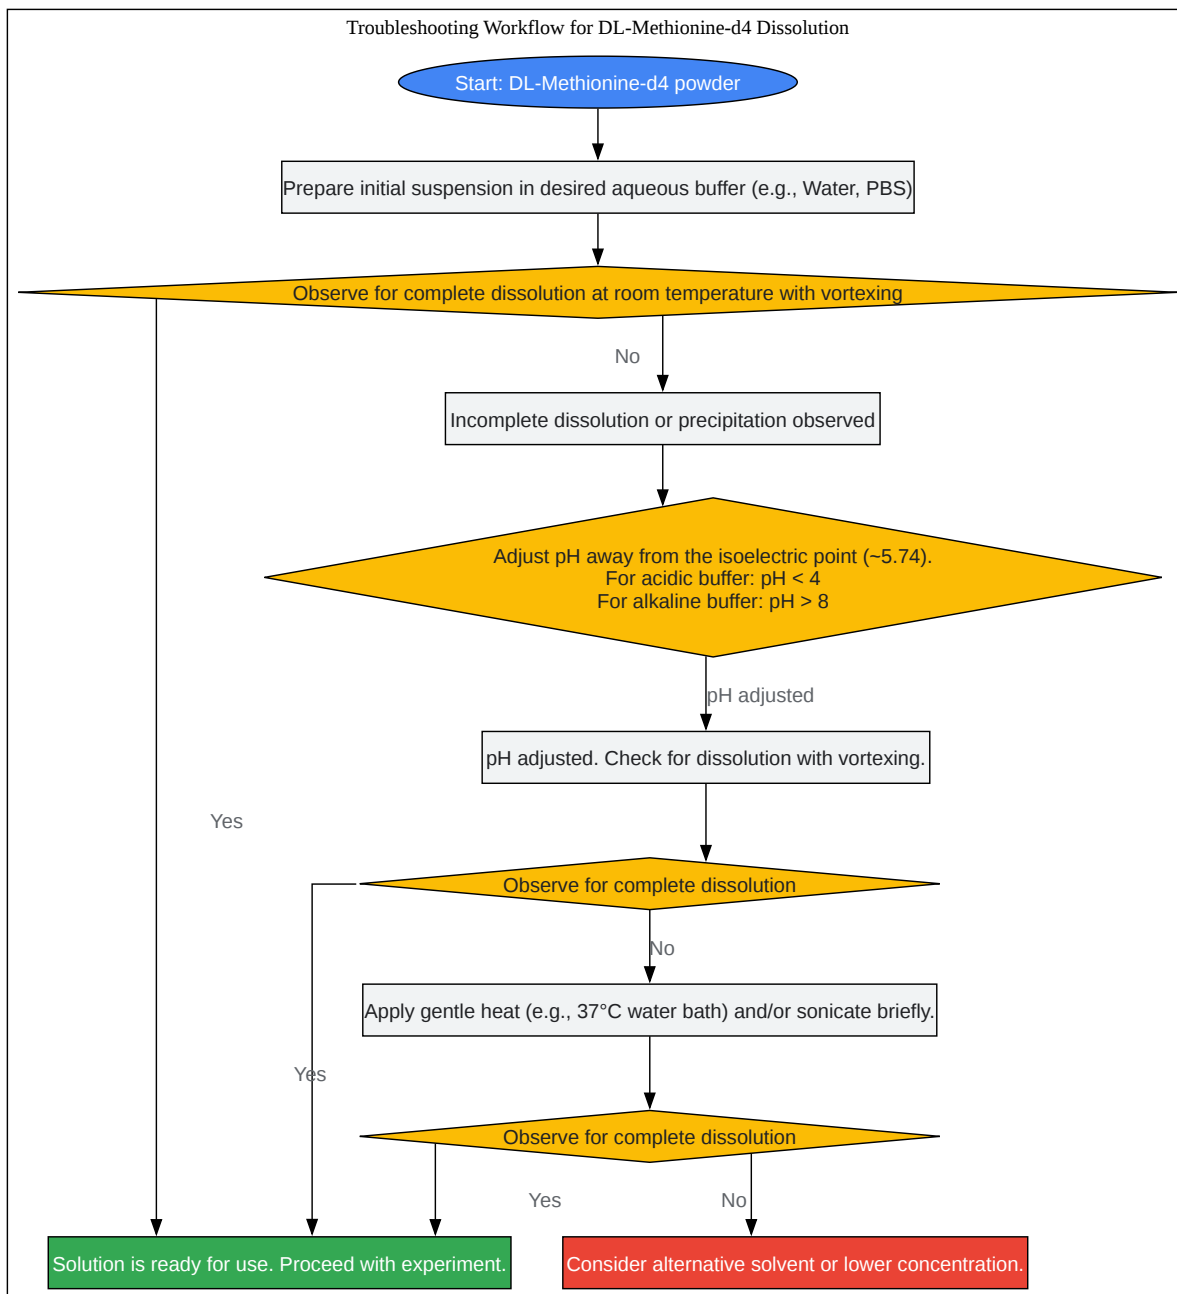 Troubleshooting Workflow for DL-Methionine-d4 Dissolution
Start: DL-Methionine-d4 powder
Prepare initial suspension in desired aqueous buffer (e.g., Water, PBS)
Observe for complete dissolution at room temperature with vortexing
No
Incomplete dissolution or precipitation observed
Adjust pH away from the isoelectric point (~5.74).
For acidic buffer: pH < 4
For alkaline buffer: pH > 8
pH adjusted
pH adjusted. Check for dissolution with vortexing.
Yes
Observe for complete dissolution
No
Apply gentle heat (e.g., 37°C water bath) and/or sonicate briefly.
Yes
Observe for complete dissolution
Yes
No
Solution is ready for use. Proceed with experiment.
Consider alternative solvent or lower concentration.